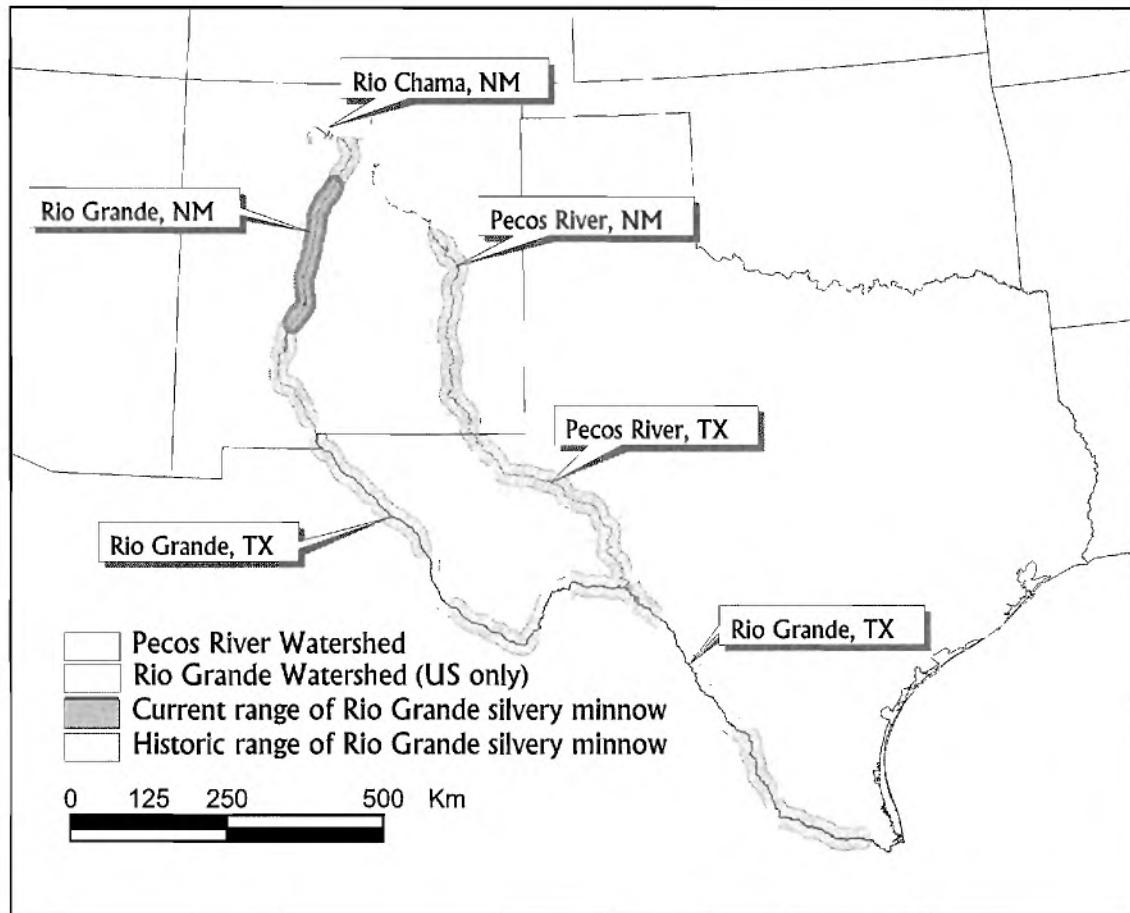 Rio Chama, NM
Rio Grande, NM
Pecos River, NM
Pecos River, TX
Rio Grande, TX
Rio Grande, TX
Pecos River Watershed
Rio Grande Watershed (US only)
Current range of Rio Grande silvery minnow
Historic range of Rio Grande silvery minnow
0 125 250 500 Km